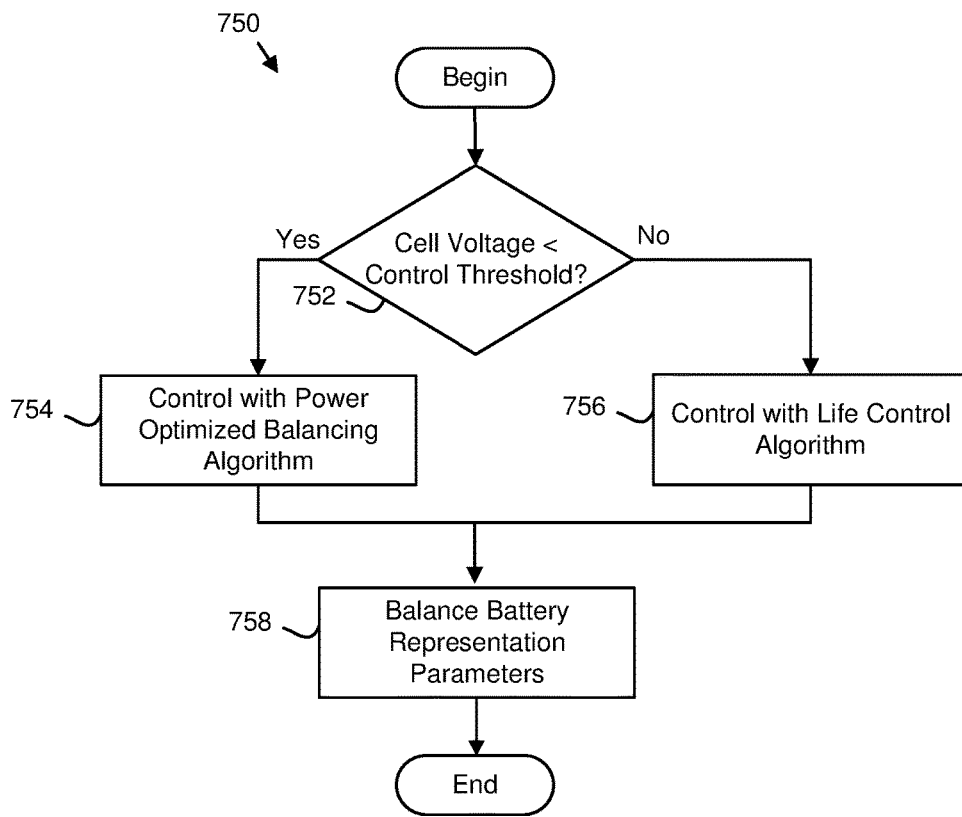 750
Begin
Yes
Cell Voltage <
Control Threshold?
No
752
754
Control with Power
Optimized Balancing
Algorithm
756
Control with Life Control
Algorithm
758
Balance Battery
Representation
Parameters
End